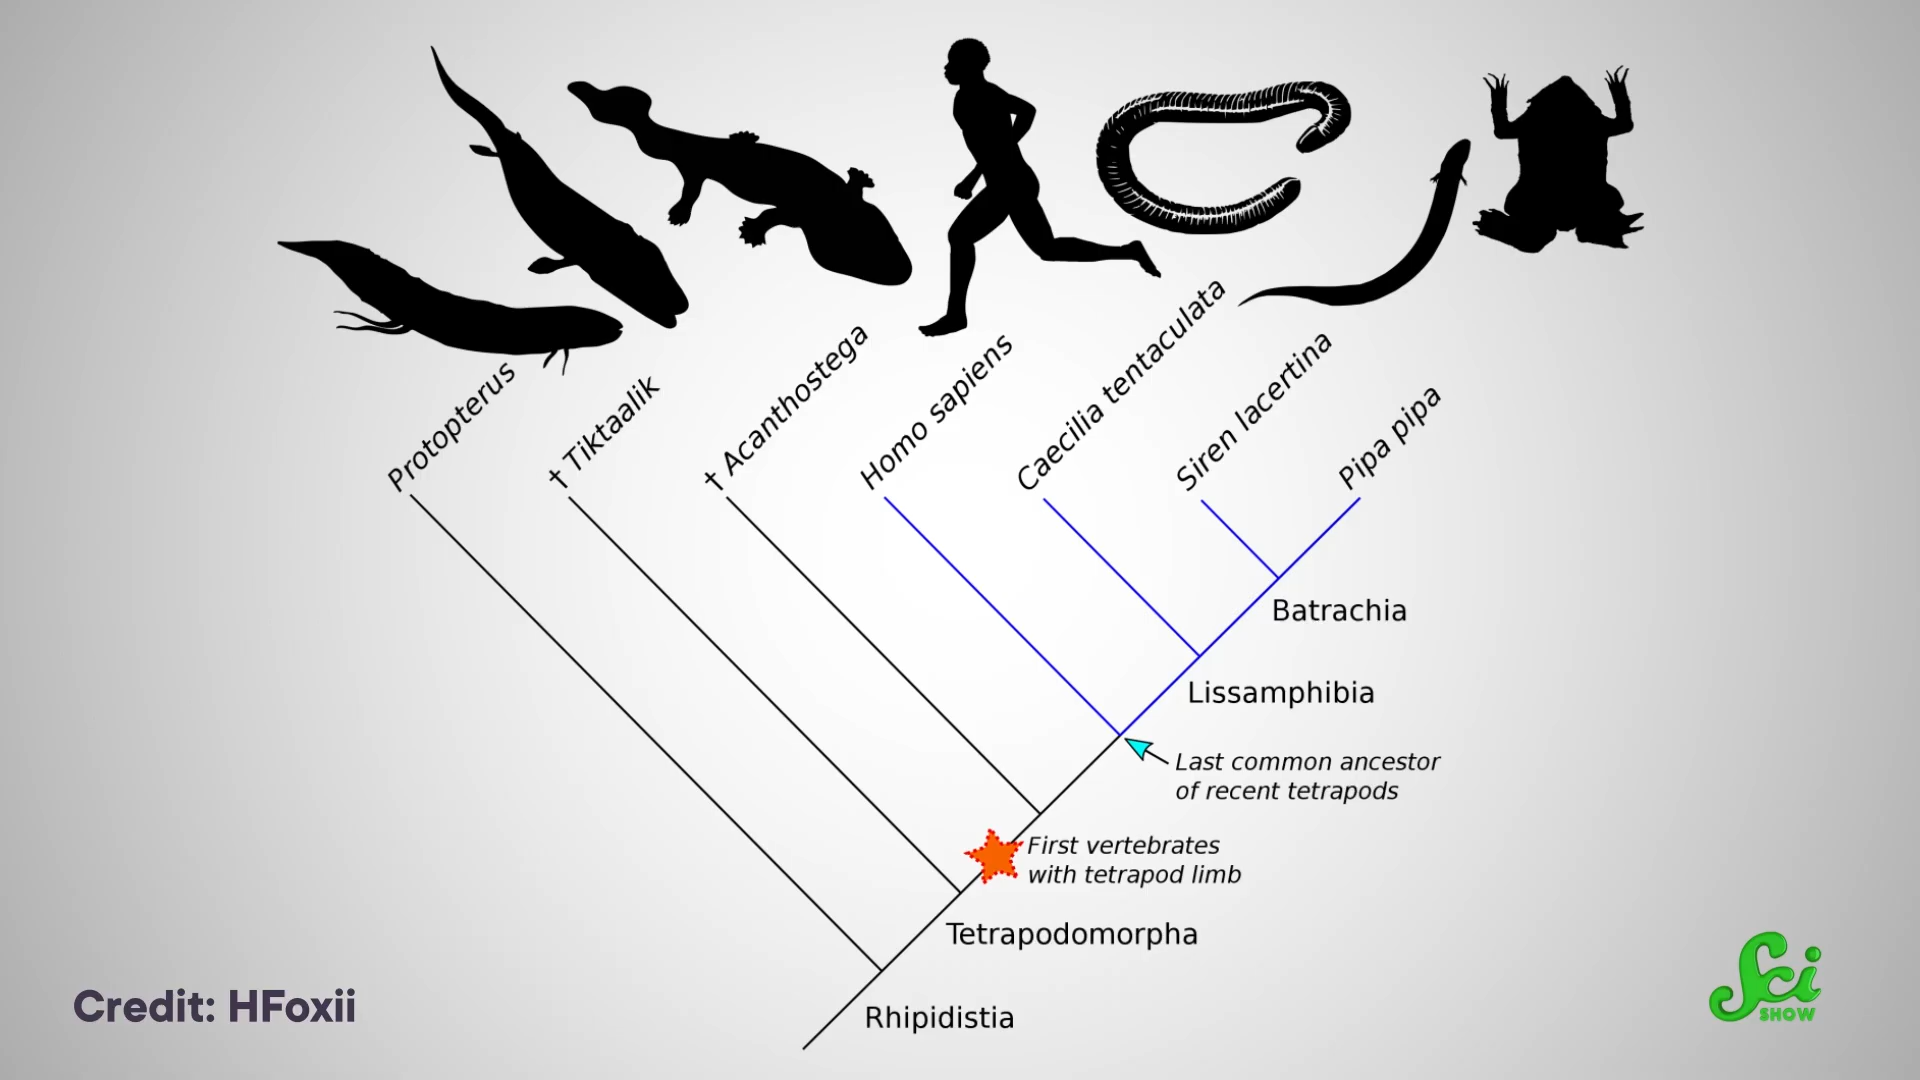 Protopterus
† Tiktaalik
† Acanthostega
Homo sapiens
Caecilia tentaculata
Siren lacertina
Pipa pipa
Batrachia
Lissamphibia
Last common ancestor
of recent tetrapods
First vertebrates
with tetrapod limb
Tetrapodomorpha
Rhipidistia
Credit: HFoxii
Sci
SHOW